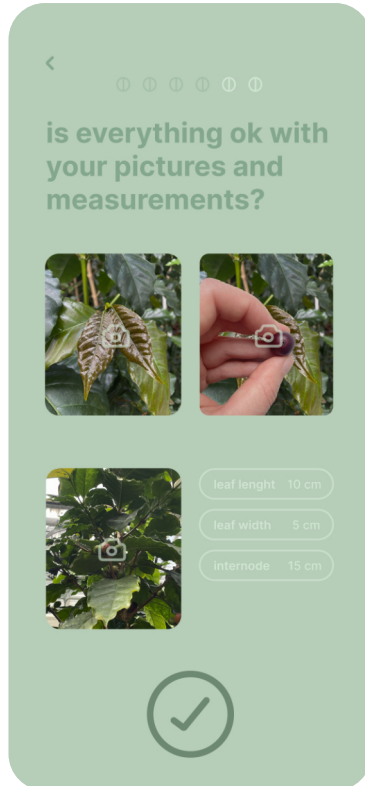 is everything ok with
your pictures and
measurements?
leaf lenght 10 cm
leaf width 5 cm
internode 15 cm